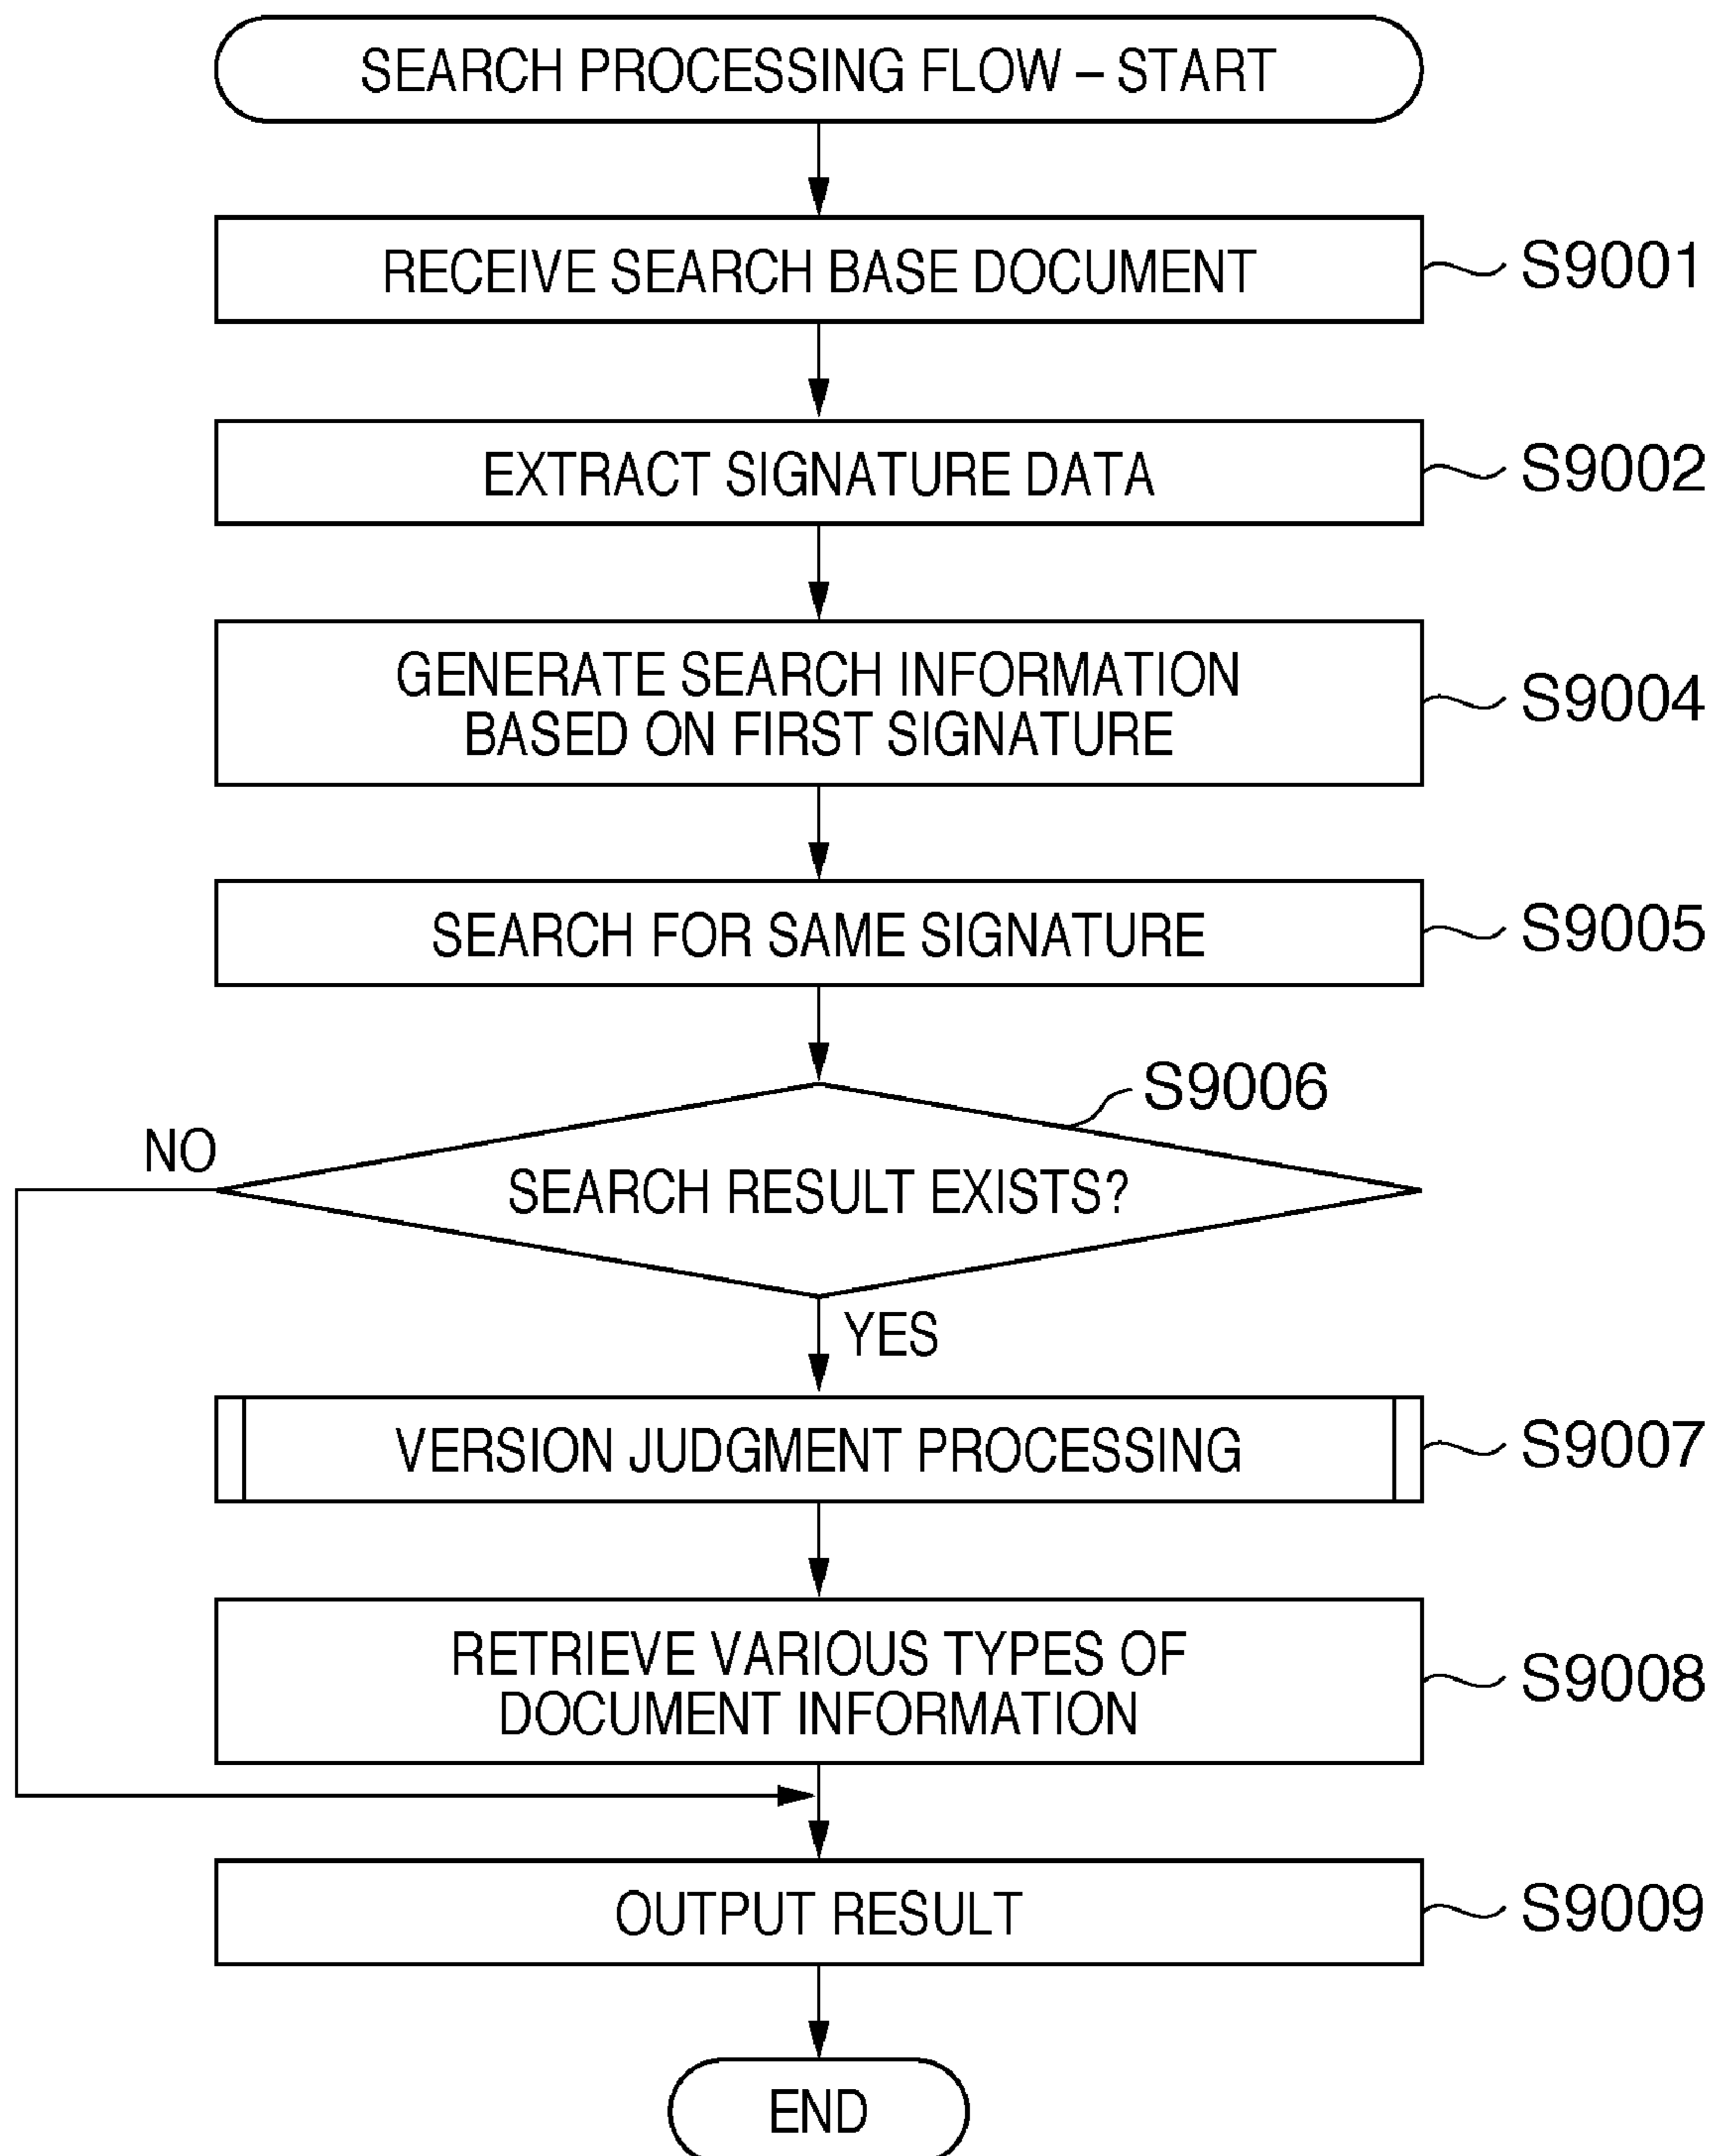 SEARCH PROCESSING FLOW – START
RECEIVE SEARCH BASE DOCUMENT
S9001
EXTRACT SIGNATURE DATA
S9002
GENERATE SEARCH INFORMATION
BASED ON FIRST SIGNATURE
S9004
SEARCH FOR SAME SIGNATURE
S9005
S9006
NO
SEARCH RESULT EXISTS?
YES
VERSION JUDGMENT PROCESSING
S9007
RETRIEVE VARIOUS TYPES OF
DOCUMENT INFORMATION
S9008
OUTPUT RESULT
S9009
END